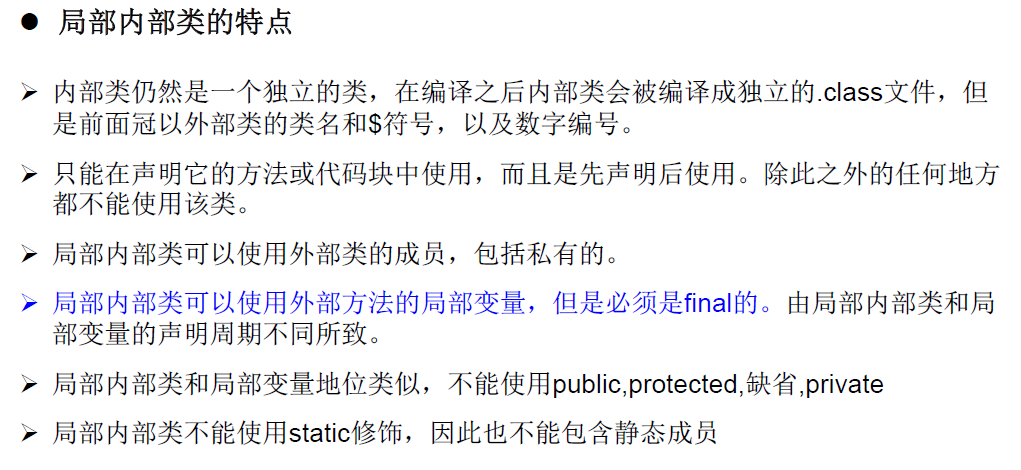 ● 局部内部类的特点
➢ 内部类仍然是一个独立的类，在编译之后内部类会被编译成独立的.class文件，但
是前面冠以外部类的类名和$符号，以及数字编号。
➢ 只能在声明它的方法或代码块中使用，而且是先声明后使用。除此之外的任何地方
都不能使用该类。
➢ 局部内部类可以使用外部类的成员，包括私有的。
➢ 局部内部类可以使用外部方法的局部变量，但是必须是final的。由局部内部类和局
部变量的声明周期不同所致。
➢ 局部内部类和局部变量地位类似，不能使用public,protected,缺省,private
➢ 局部内部类不能使用static修饰，因此也不能包含静态成员